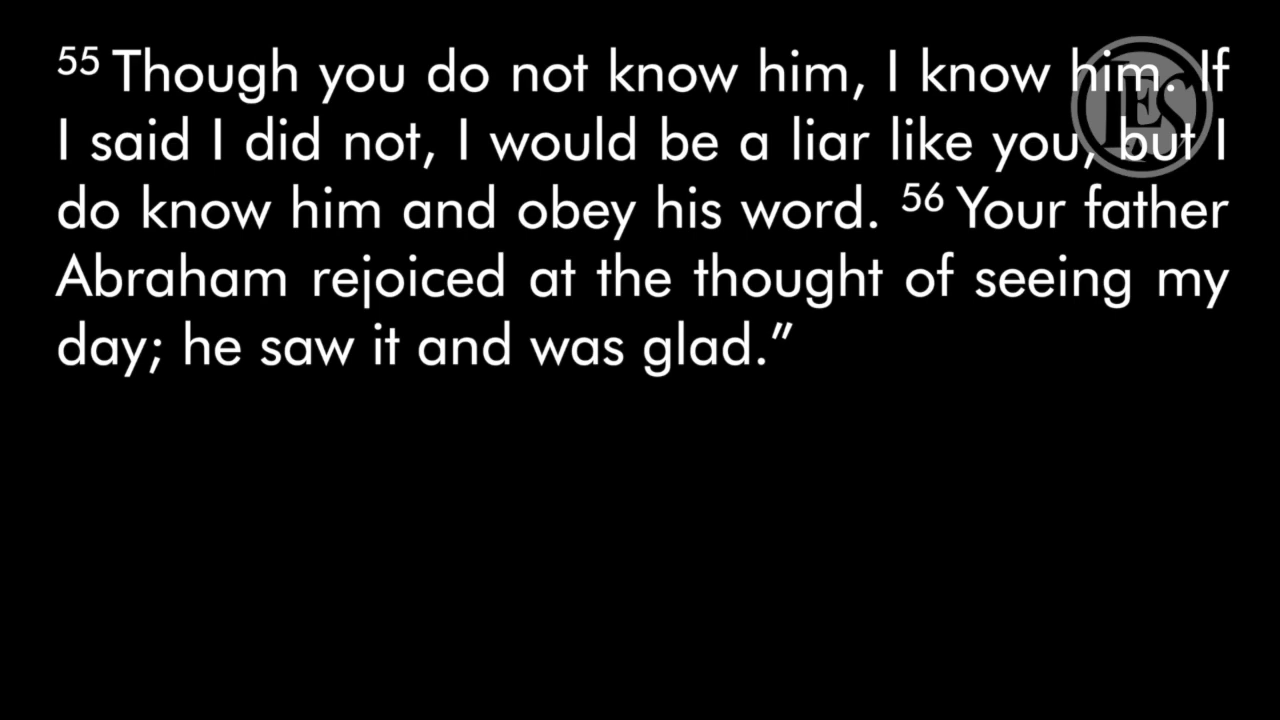 55 Though you do not know him, I know him. If
I said I did not, I would be a liar like you, but I
do know him and obey his word. 56 Your father
Abraham rejoiced at the thought of seeing my
day; he saw it and was glad.”